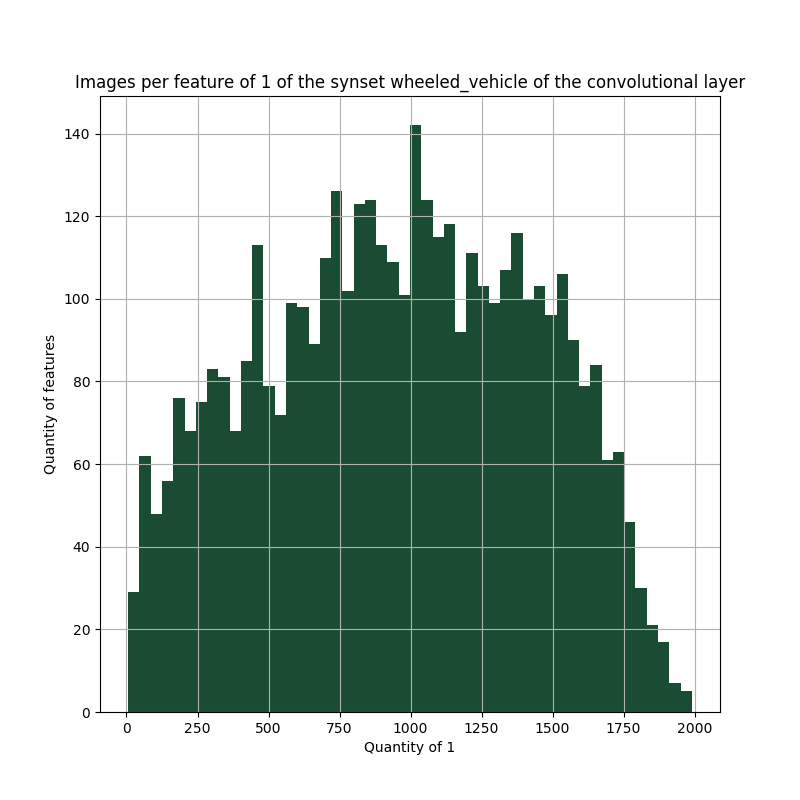 Images per feature of 1 of the synset wheeled_vehicle of the convolutional layer
140
120
100
80
60
40
20
0
Quantity of features
0 250 500 750 1000 1250 1500 1750 2000
Quantity of 1